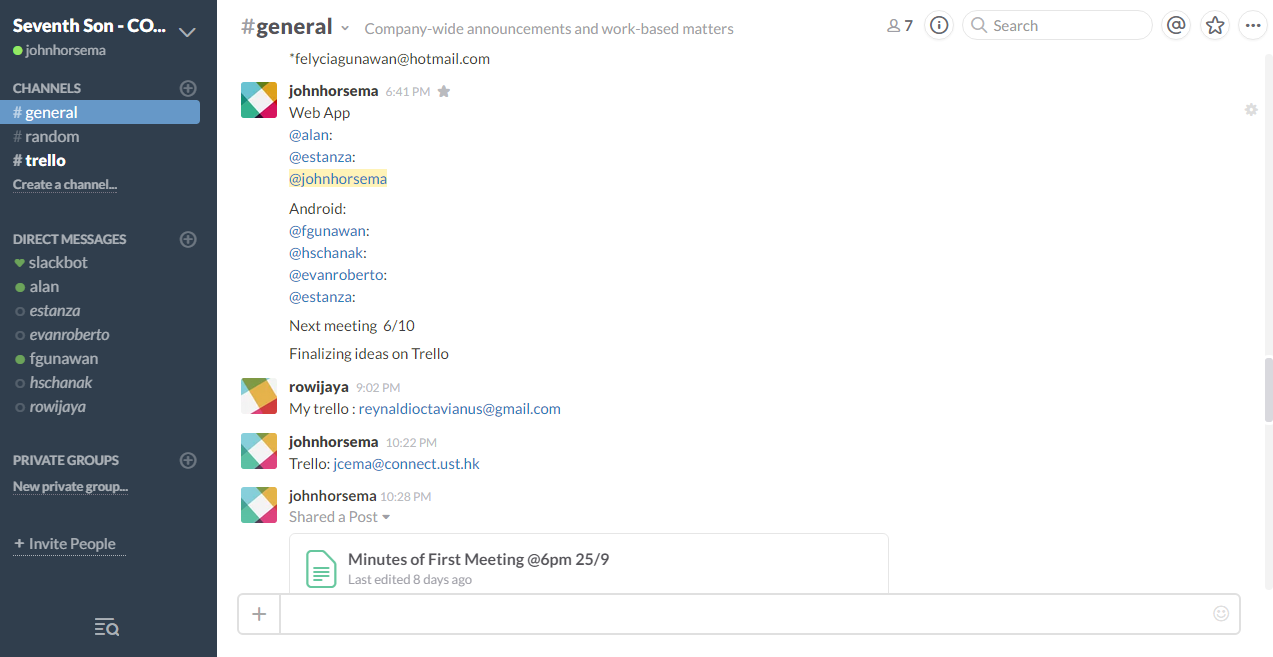 Seventh Son - CO...
johnhorsema
CHANNELS
# general
# random
# trello
Create a channel...
DIRECT MESSAGES
slackbot
alan
estanza
evanroberto
fgunawan
hschanak
rowijaya
PRIVATE GROUPS
New private group...
+ Invite People
#general
Company-wide announcements and work-based matters
7
Search
*felyciagunawan@hotmail.com
johnhorsema 6:41 PM
Web App
@alan:
@estanza:
@johnhorsema
Android:
@fgunawan:
@hschanak:
@evanroberto:
@estanza:
Next meeting 6/10
Finalizing ideas on Trello
rowijaya 9:02 PM
My trello : reynaldioctavianus@gmail.com
johnhorsema 10:22 PM
Trello: jcema@connect.ust.hk
johnhorsema 10:28 PM
Shared a Post
Minutes of First Meeting @6pm 25/9
Last edited 8 days ago